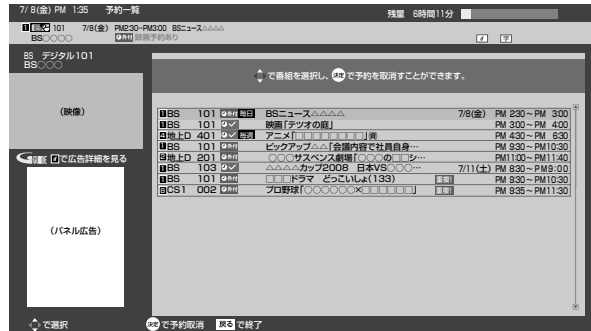 7/ 8(金) PM 1:35 予約一覧 残量 6時間11分
101 7/8(金) PM2:30~PM3:00 BSニュース△△△△
BS○○○○ 録画予約あり
BS デジタル101
BS○○○
で番組を選択し、決定で予約を取消すことができます。
(映像)
BS 101 毎日 BSニュース△△△△ 7/8(金) PM 2:30~PM 3:00
BS 101 映画「テツオの庭」 PM 3:00~PM 4:00
地上D 401 毎週 アニメ「□□□□□□□□」 PM 4:30~PM 6:30
BS 101 ピックアップ△△「会議内容で社員自身… PM 9:30~PM10:30
地上D 201 ○○○サスペンス劇場「○○○の□□シ… PM11:00~PM11:40
BS 103 △△△△カップ2008 日本VS○○○… 7/11(土) PM 8:30~PM9:00
BS 101 □□□ドラマ どっこいしょ(133) 重複! PM 9:30~PM10:30
CS1 002 プロ野球「○○○○○○×□□□□□□」 重複! PM 9:35~PM11:30
で広告詳細を見る
(パネル広告)
で選択 決定で予約取消 戻るで終了